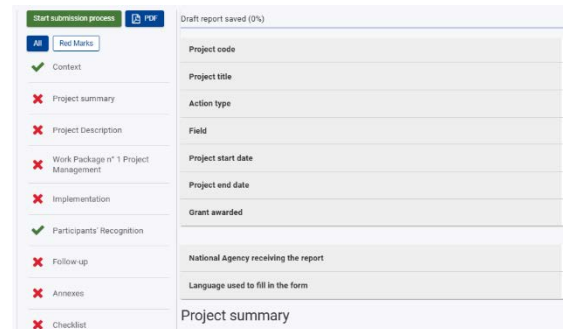 Start submission process
PDF
All
Red Marks
Context
Project summary
Project Description
Work Package n° 1 Project
Management
Implementation
Participants' Recognition
Follow-up
Annexes
Checklist
Draft report saved (0%)
Project code
Project title
Action type
Field
Project start date
Project end date
Grant awarded
National Agency receiving the report
Language used to fill in the form
Project summary